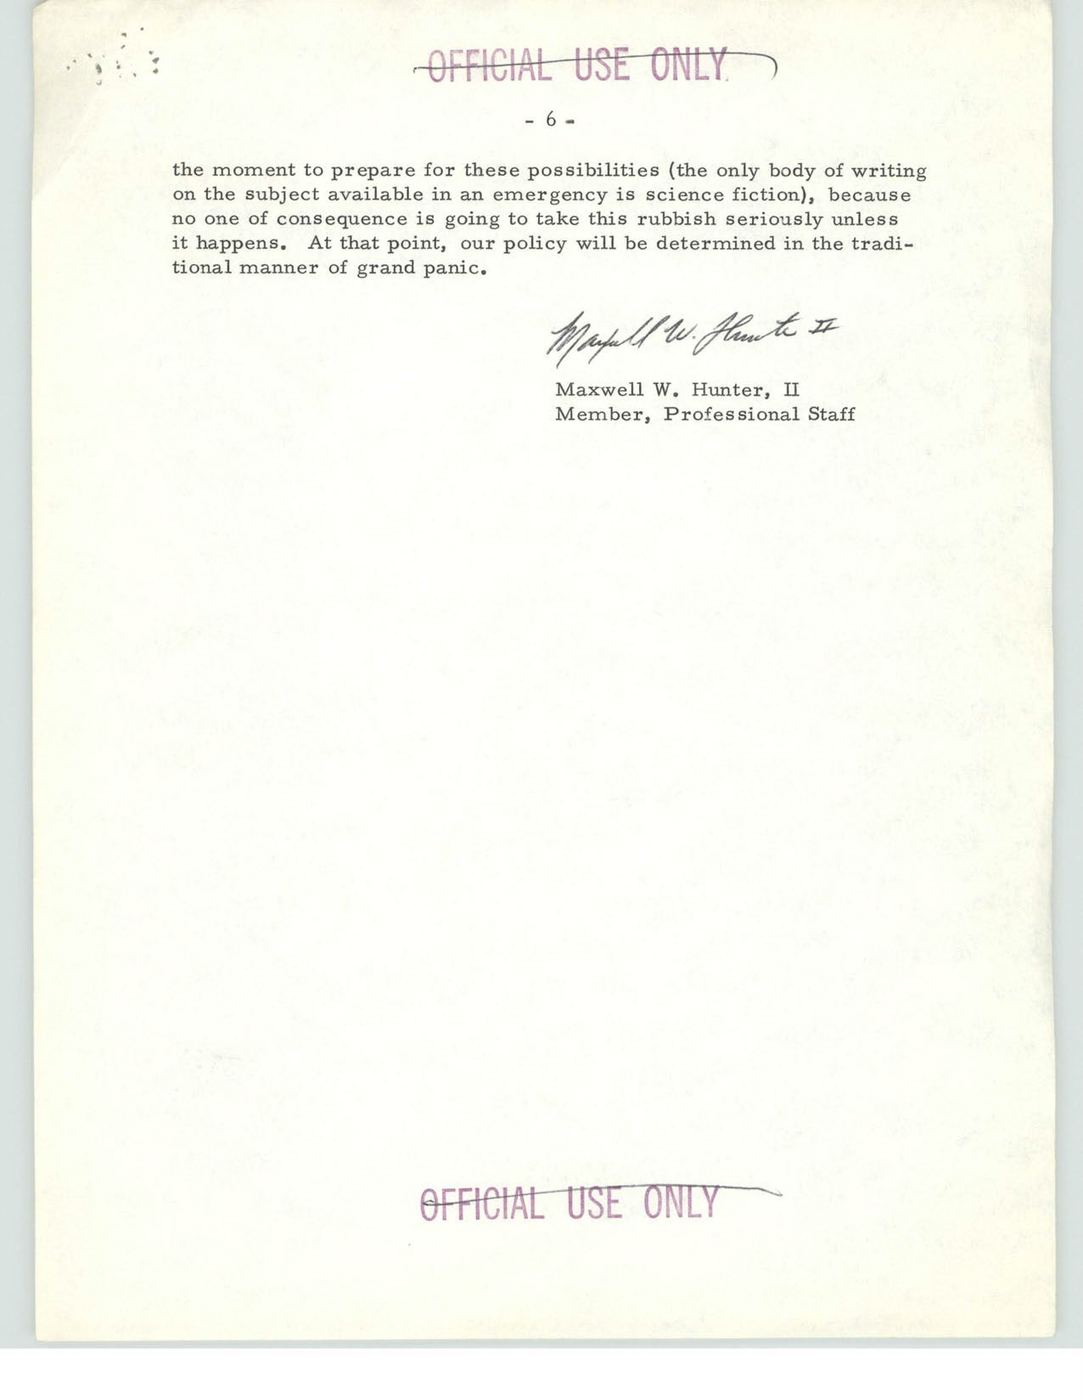 OFFICIAL USE ONLY
- 6 -
the moment to prepare for these possibilities (the only body of writing
on the subject available in an emergency is science fiction), because
no one of consequence is going to take this rubbish seriously unless
it happens. At that point, our policy will be determined in the tradi-
tional manner of grand panic.
Maxwell W. Hunter II
Maxwell W. Hunter, II
Member, Professional Staff
OFFICIAL USE ONLY